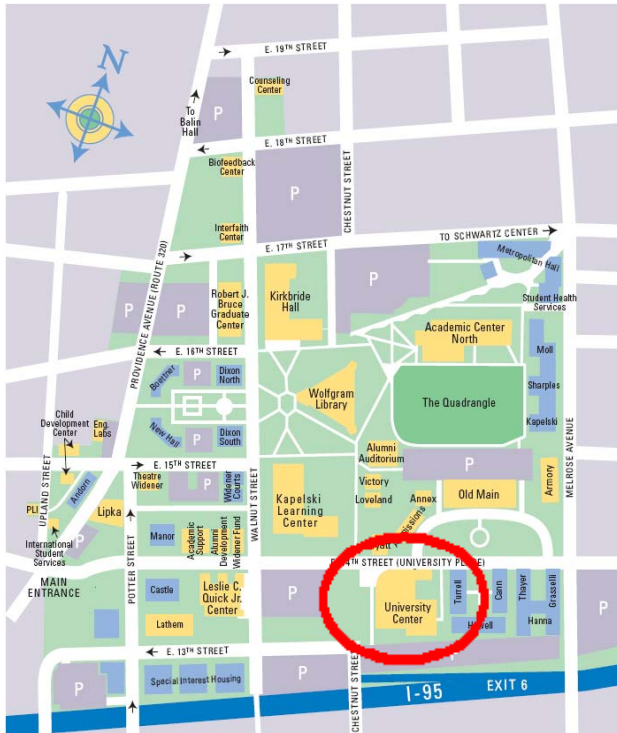 N
E. 19TH STREET
Counseling
Center
P
To
Balin
Hall
E. 18TH STREET
Biofeedback
Center
P
CHESTNUT STREET
Interfaith
Center
E. 17TH STREET
TO SCHWARTZ CENTER
Metropolitan Hall
P
P
P
Robert J.
Bruce
Graduate
Center
Kirkbride
Hall
Student Health
Services
Academic Center
North
PROVIDENCE AVENUE (ROUTE 320)
E. 16TH STREET
Moll
Boettner
P
Dixon
North
Wolfgram
Library
The Quadrangle
Sharples
Kapelski
Child
Development
Center
Eng.
Labs
New Hall
P
Dixon
South
Alumni
Auditorium
P
MELROSE AVENUE
UPLAND STREET
E. 15TH STREET
Andorn
Theatre
Widener
P
Widener
Courts
WALNUT STREET
Kapelski
Learning
Center
Victory
Loveland
Annex
Old Main
Armory
PLI
Lipka
International
Student
Services
P
Manor
Academic
Support
Alumni
Development
Widener Fund
MAIN
ENTRANCE
POTTER STREET
14TH STREET (UNIVERSITY PLACE)
Castle
Leslie C.
Quick Jr.
Center
P
University
Center
Turrell
Cann
Thayer
Grasselli
P
Lathem
Howell
Hanna
E. 13TH STREET
P
P
P
Special Interest Housing
CHESTNUT STREET
I-95
EXIT 6